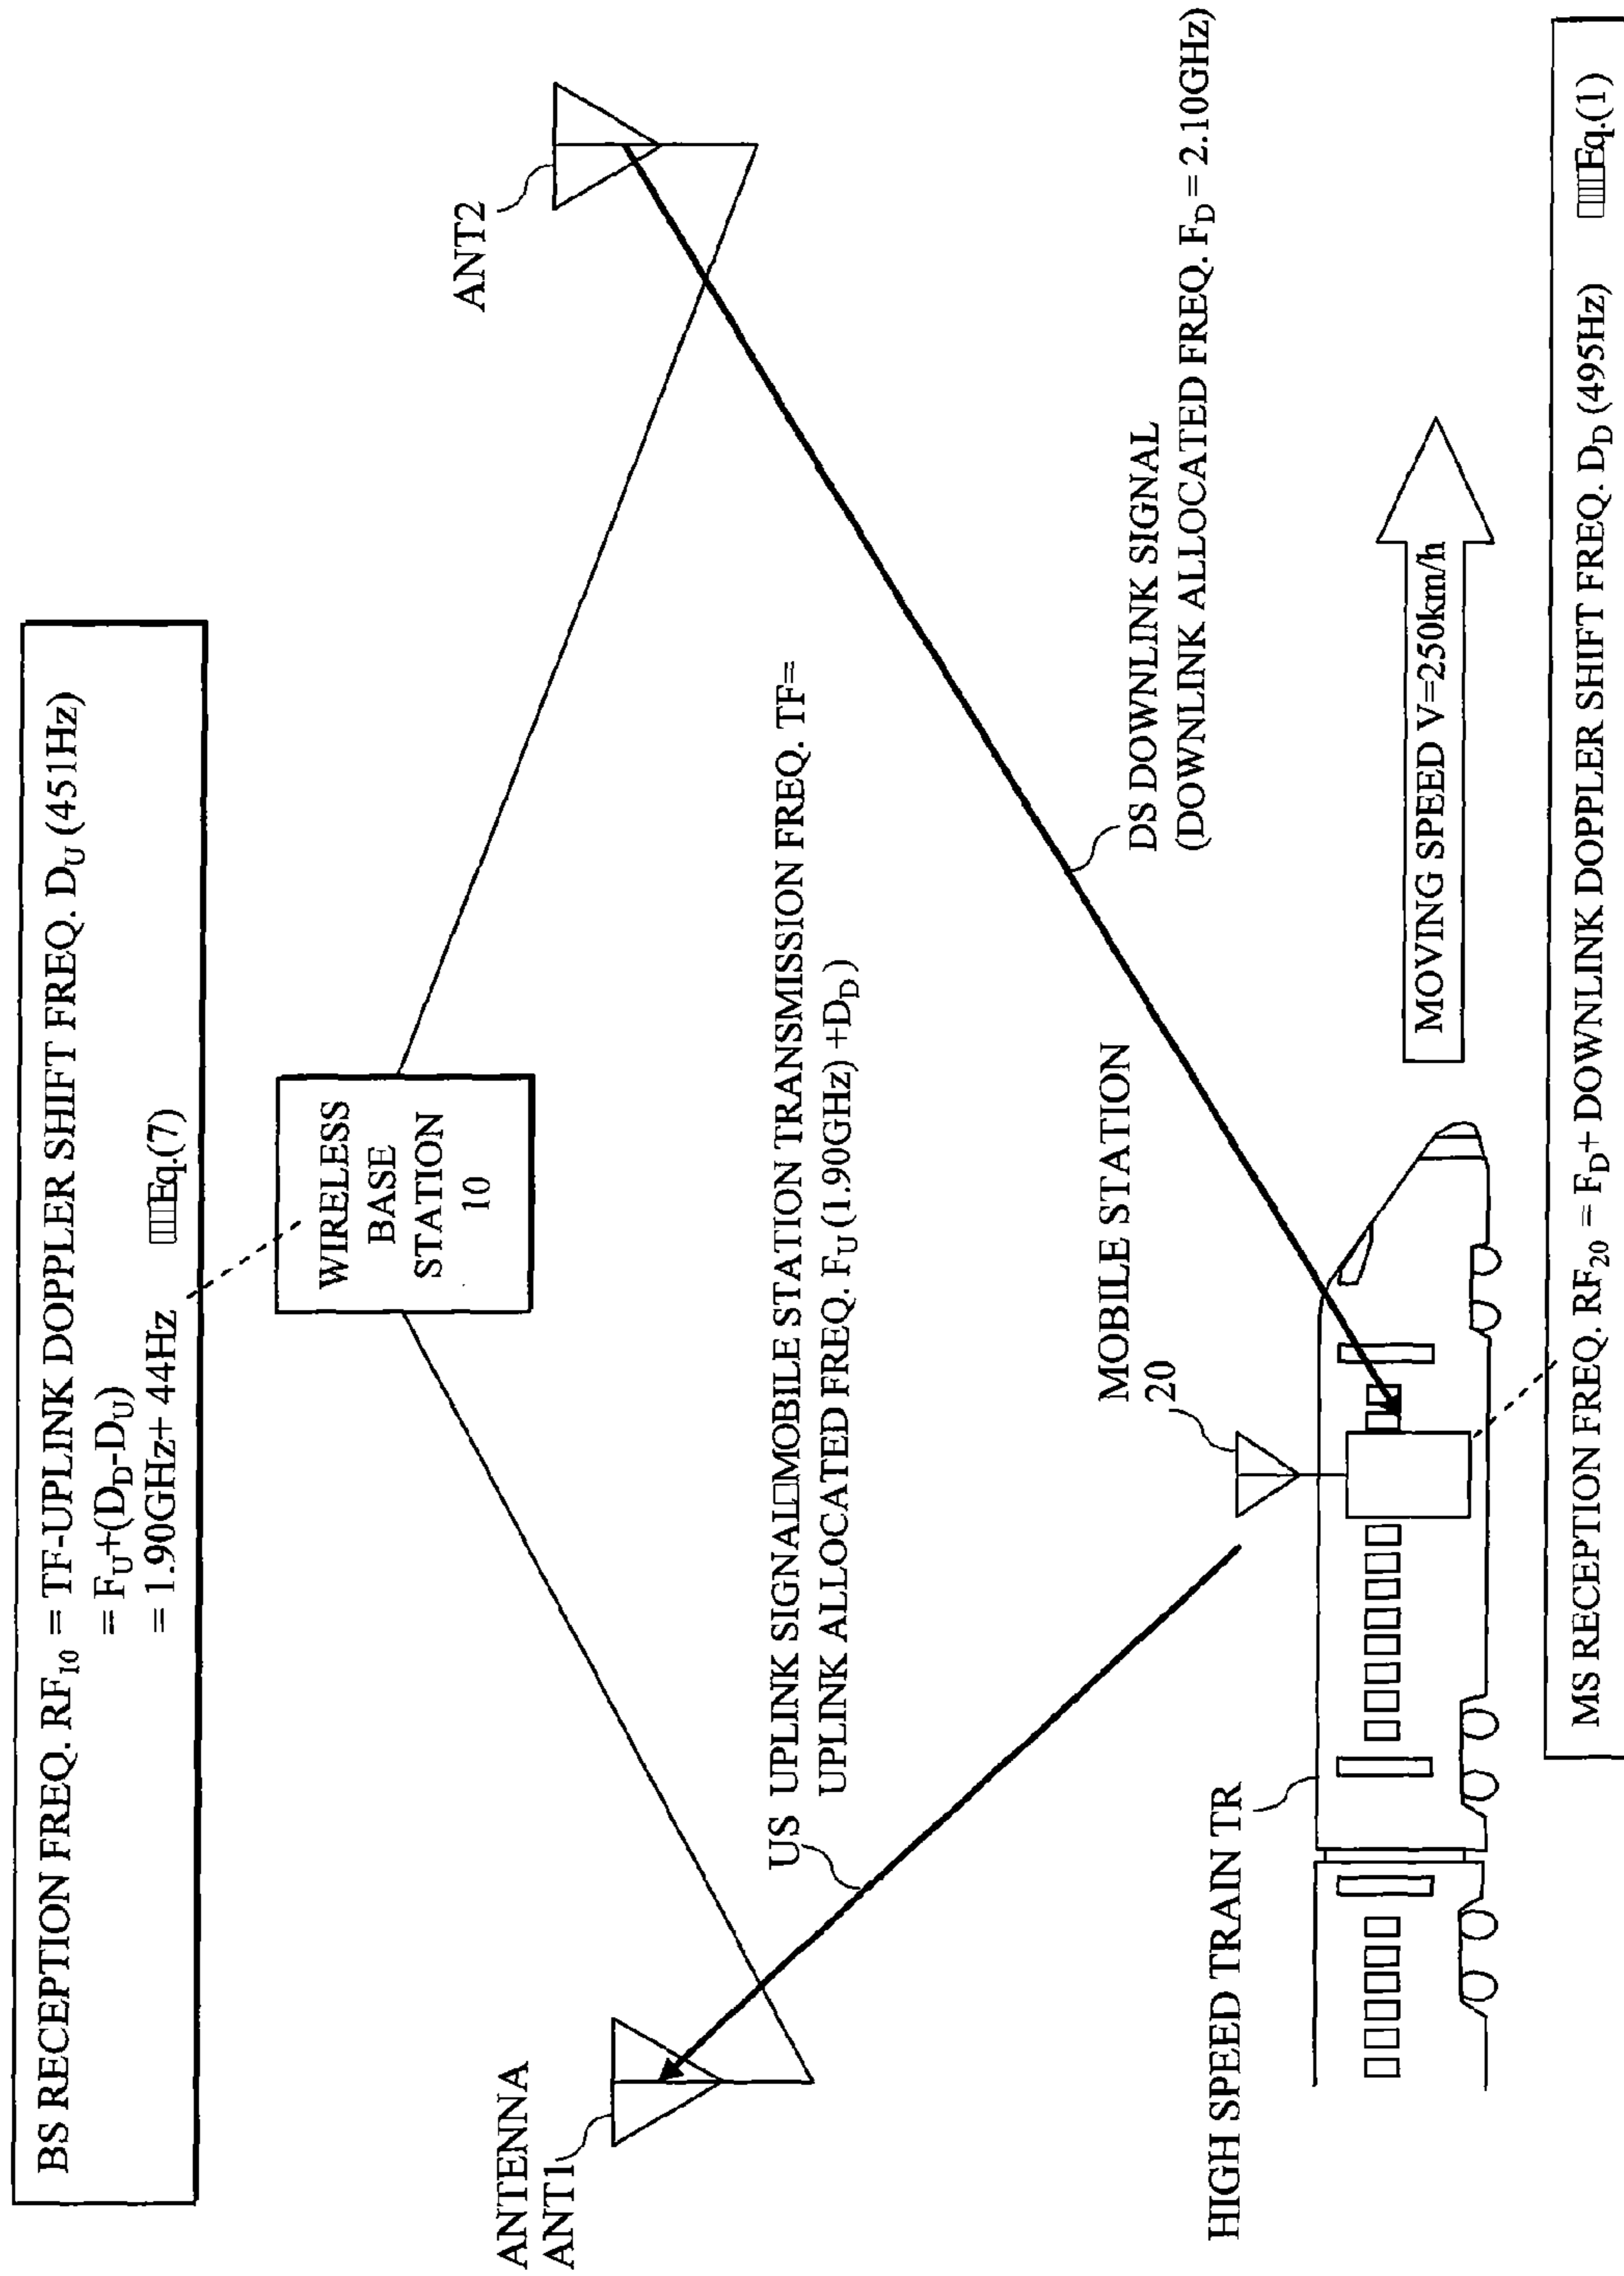 BS RECEPTION FREQ. RF10 = TF-UPLINK DOPPLER SHIFT FREQ. DU (451Hz)
= FU+(DD-DU)
= 1.90GHz+ 44Hz □□□Eq.(7)
WIRELESS
BASE
STATION
10
ANTENNA
ANT1
ANT2
US UPLINK SIGNAL□MOBILE STATION TRANSMISSION FREQ. TF=
UPLINK ALLOCATED FREQ. FU (1.90GHz) +DD)
DS DOWNLINK SIGNAL
(DOWNLINK ALLOCATED FREQ. FD = 2.10GHz)
MOBILE STATION
20
HIGH SPEED TRAIN TR
MOVING SPEED V=250km/h
MS RECEPTION FREQ. RF20 = FD+ DOWNLINK DOPPLER SHIFT FREQ. DD (495Hz) □□□Eq.(1)